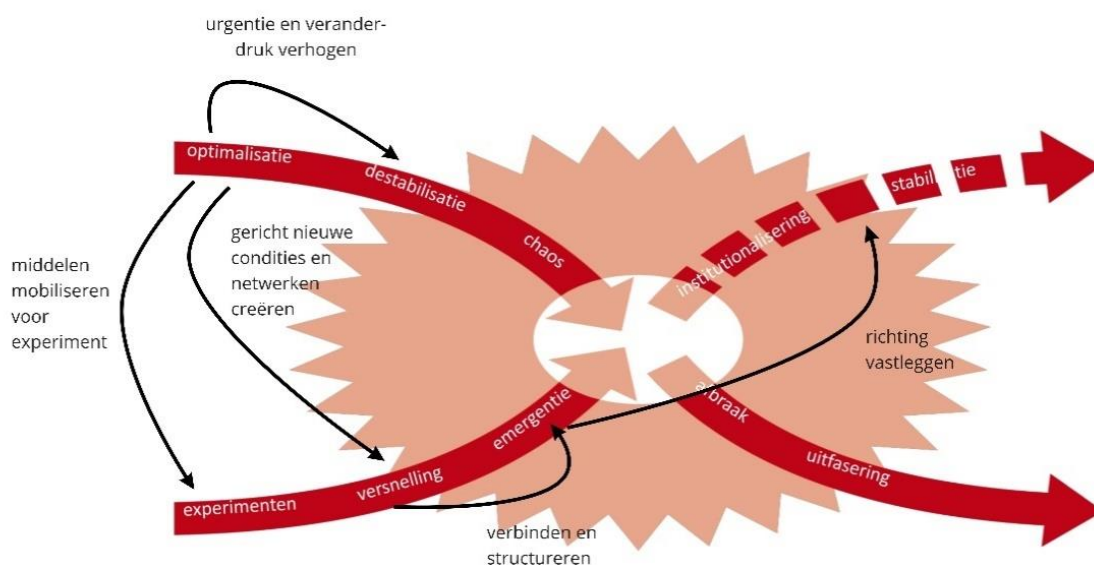 urgentie en verander-
druk verhogen
optimalisatie
destabilisatie
chaos
institutionalisering
gericht nieuwe
condities en
netwerken
creëren
middelen
mobiliseren
voor
experiment
richting
vastleggen
emergentie
versnelling
experimenten
uitfasering
verbinden en
structureren